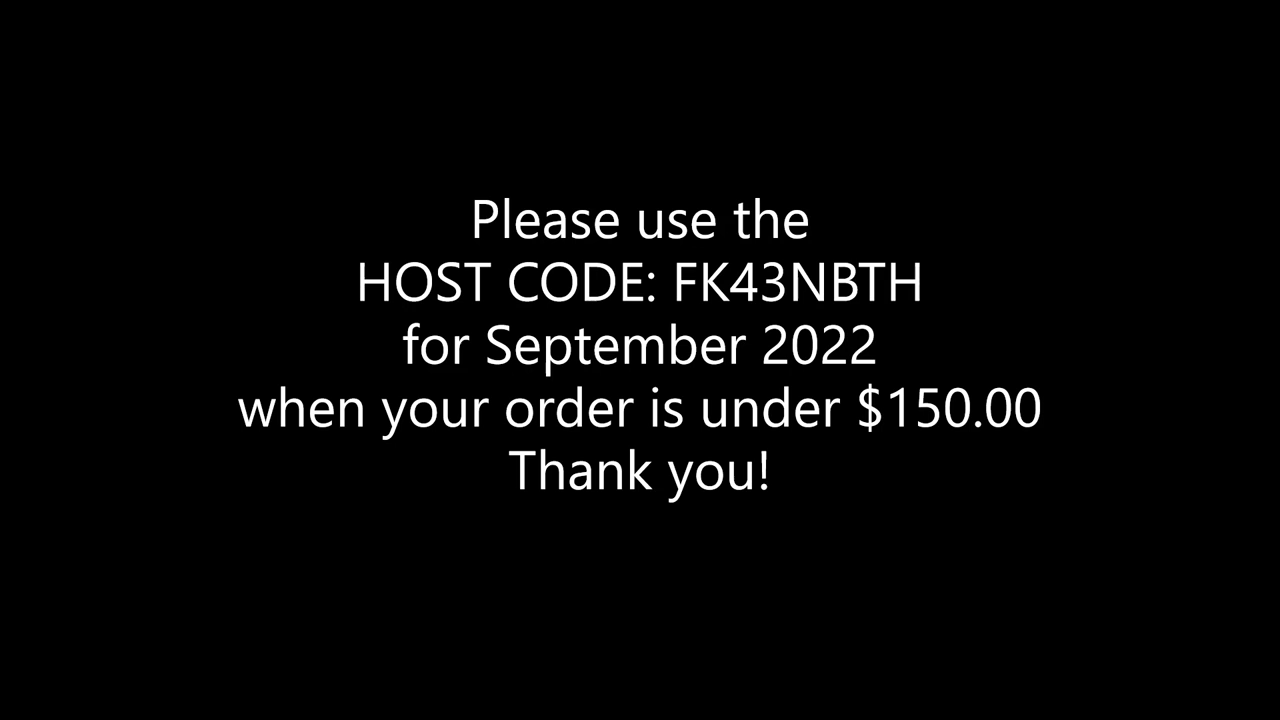 Please use the
HOST CODE: FK43NBTH
for September 2022
when your order is under $150.00
Thank you!